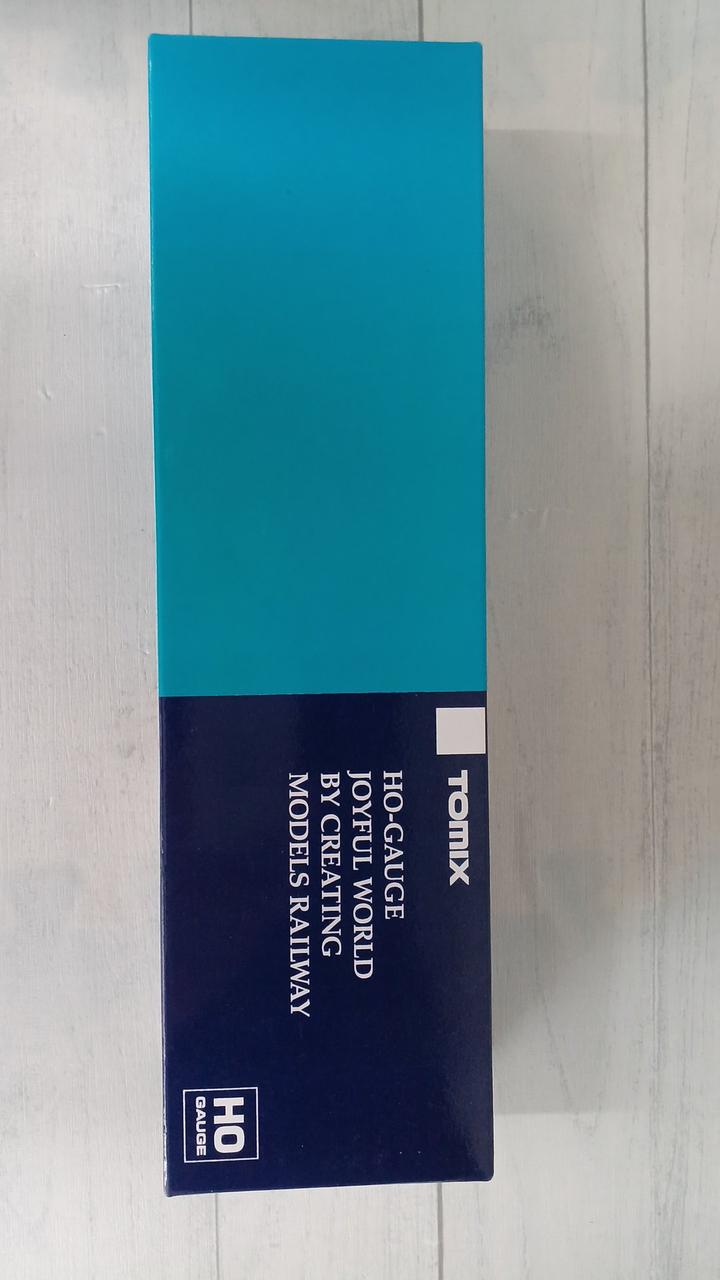 TOMIX
HO-GAUGE
JOYFUL WORLD
BY CREATING
MODELS RAILWAY
HO
GAUGE